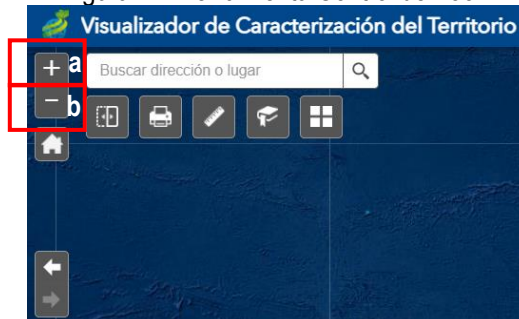 Visualizador de Caracterización del Territorio
+ a
Buscar dirección o lugar
− b